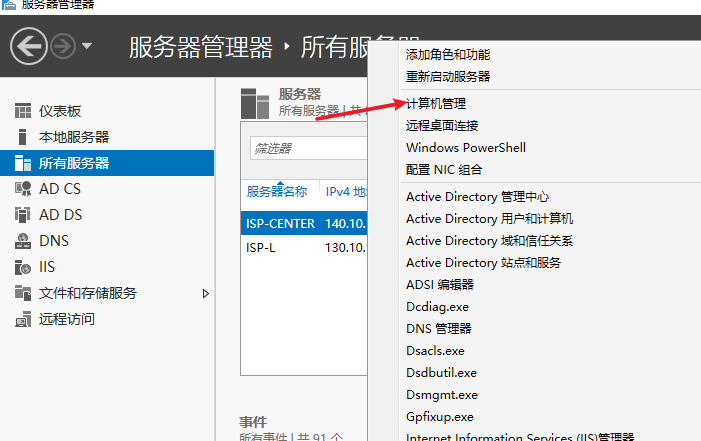 服务器管理器
服务器管理器 · 所有服务器
仪表板
本地服务器
所有服务器
AD CS
AD DS
DNS
IIS
文件和存储服务
远程访问
服务器
所有服务器 | 共
筛选器
服务器名称 IPv4 地
ISP-CENTER 140.10.
ISP-L 130.10.
事件
所有事件 | 共 91 个
添加角色和功能
重新启动服务器
计算机管理
远程桌面连接
Windows PowerShell
配置 NIC 组合
Active Directory 管理中心
Active Directory 用户和计算机
Active Directory 域和信任关系
Active Directory 站点和服务
ADSI 编辑器
Dcdiag.exe
DNS 管理器
Dsacls.exe
Dsdbutil.exe
Dsmgmt.exe
Gpfixup.exe
Internet Information Services (IIS)管理器